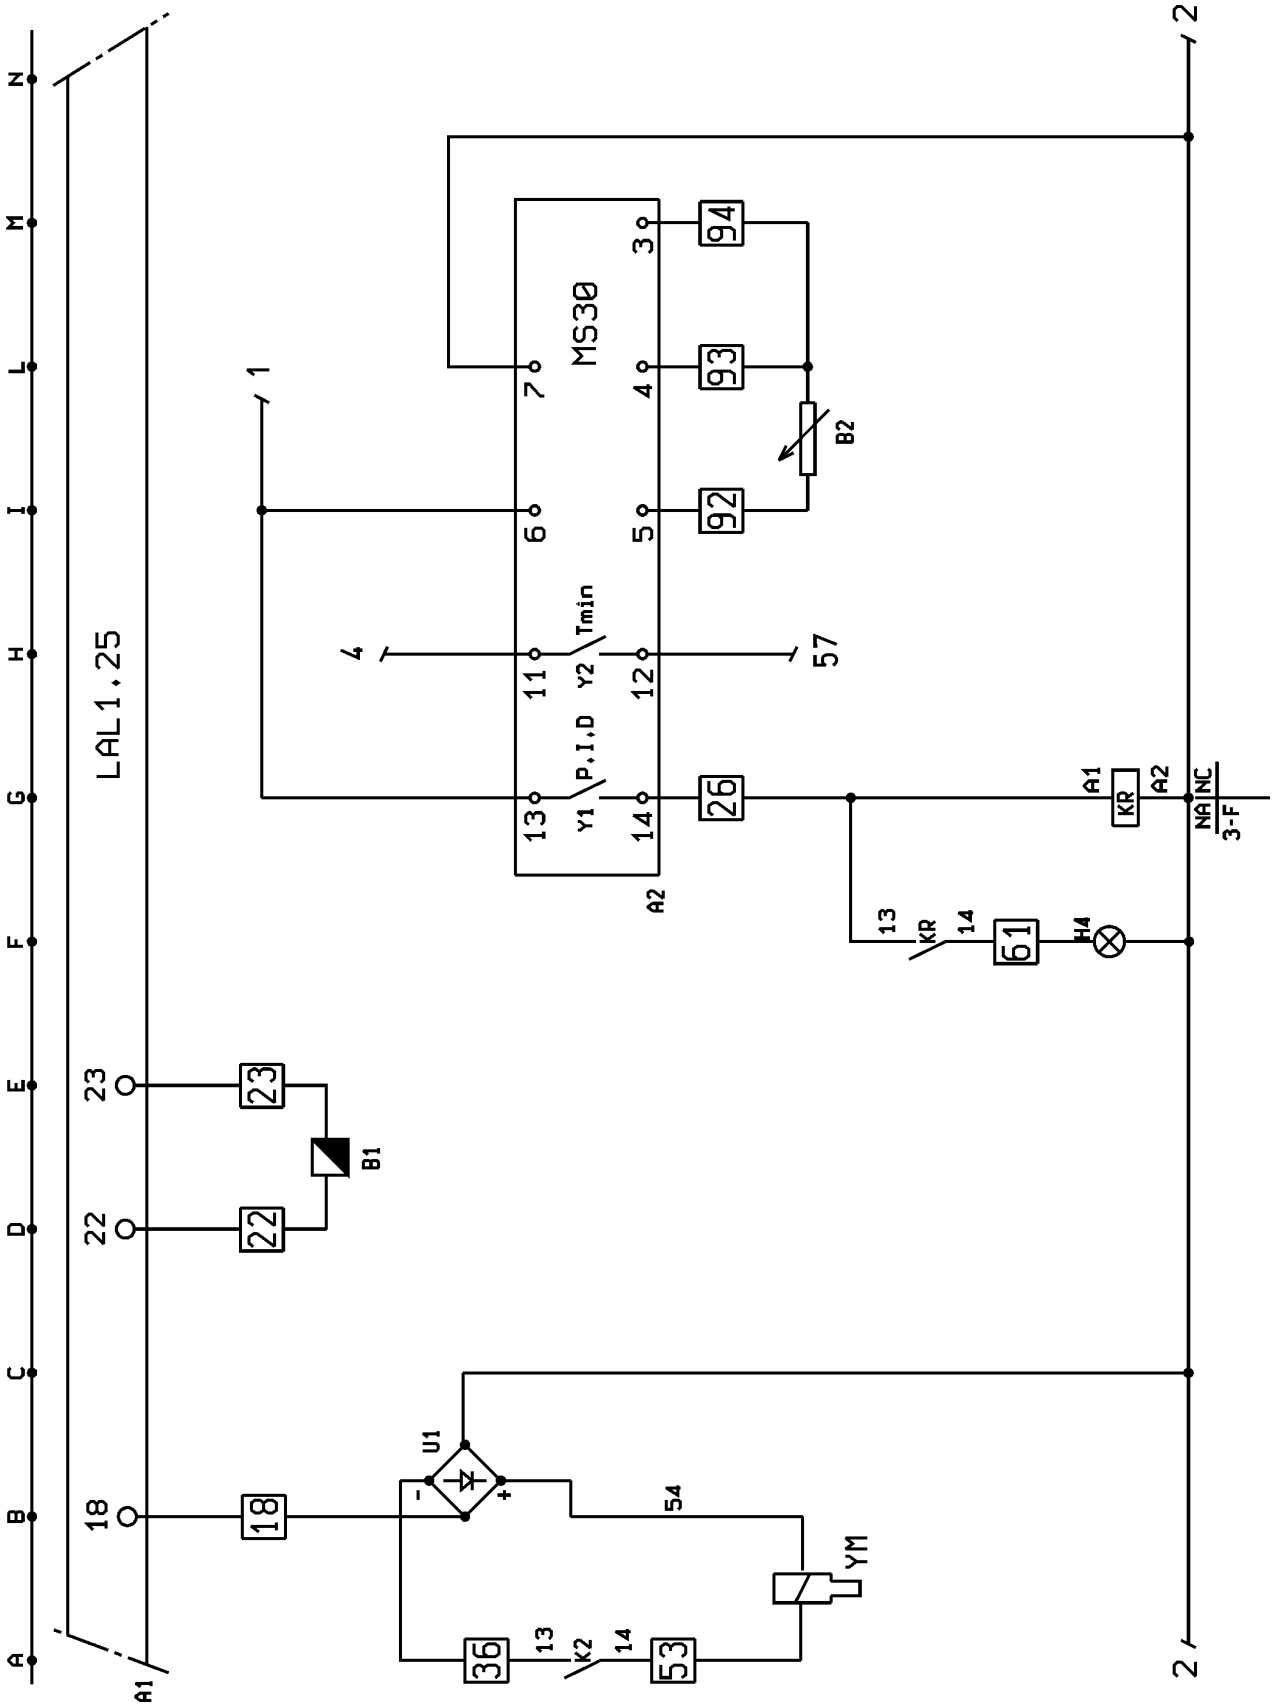 A B C D E F G H I L M N
LAL1.25
A1
18 22 23
18 22 23
B1
1
4
U1
-
+
13 11 6 7
Y1 P.I.D Y2 Tmin MS30
14 12 5 4 3
A2
36
13
K2
14
53
54
YM
26 92 93 94
57
B2
13
KR
14
61
H4
A1
KR
A2
2 2
NA NC
3-F